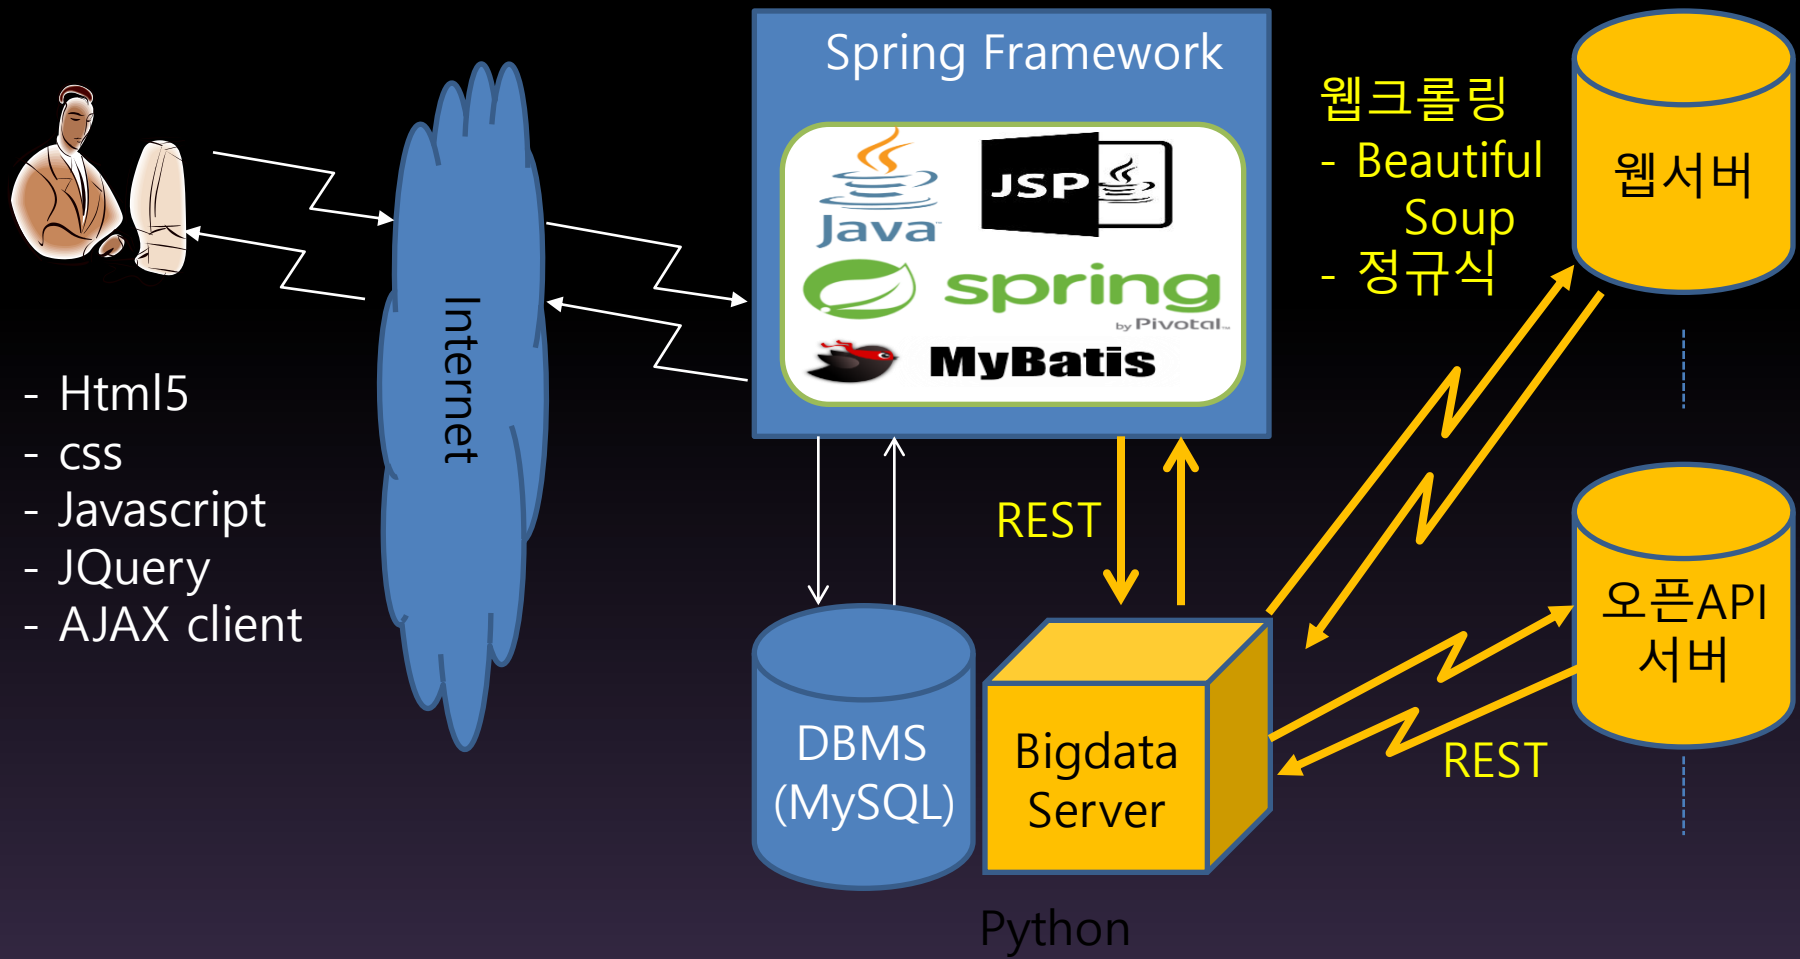 Spring Framework
Java
JSP
spring
by Pivotal
MyBatis
웹크롤링
- Beautiful
Soup
- 정규식
웹서버
Internet
- Html5
- css
- Javascript
- JQuery
- AJAX client
REST
오픈API
서버
REST
DBMS
(MySQL)
Bigdata
Server
Python